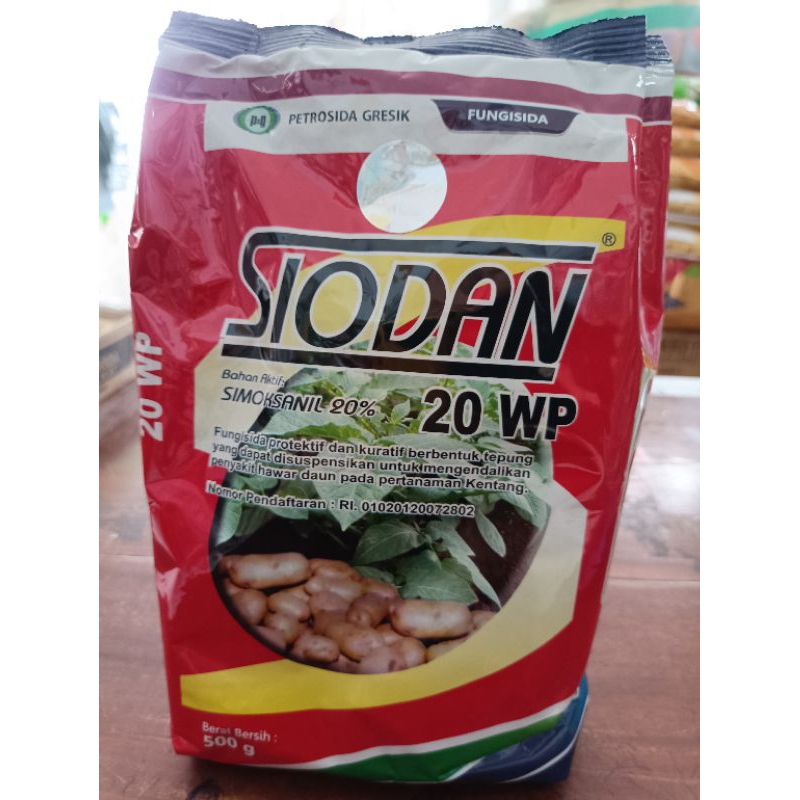 PETROSIDA GRESIK
FUNGISIDA
SIODAN®
Bahan Aktif:
SIMOKSANIL 20%
20 WP
20 WP
Fungisida protektif dan kuratif berbentuk tepung
yang dapat disuspensikan untuk mengendalikan
penyakit hawar daun pada pertanaman Kentang.
Nomor Pendaftaran : RI. 01020120072802
Berat Bersih :
500 g